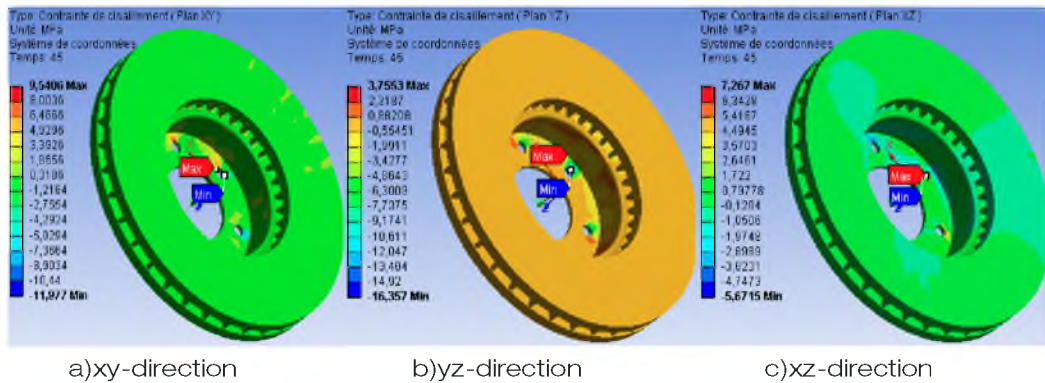 Type: Contrainte de cisaillement ( Plan XY )
Unité: MPa
Système de coordonnées
Temps: 45
9,5406 Max
8,0036
6,4666
4,9296
3,3926
1,8556
0,3186
-1,2184
-2,7554
-4,2924
-5,8294
-7,3664
-8,9034
-10,44
-11,977 Min
Max
Min
Type: Contrainte de cisaillement ( Plan YZ )
Unité: MPa
Système de coordonnées
Temps: 45
3,7553 Max
2,3187
0,88208
-0,55451
-1,9911
-3,4277
-4,8643
-6,3009
-7,7375
-9,1741
-10,611
-12,047
-13,484
-14,92
-16,357 Min
Max
Min
Type: Contrainte de cisaillement ( Plan XZ )
Unité: MPa
Système de coordonnées
Temps: 45
7,267 Max
6,3428
5,4187
4,4945
3,5703
2,6461
1,722
0,79778
-0,1264
-1,0506
-1,9748
-2,8989
-3,8231
-4,7473
-5,6715 Min
Max
Min
a)xy-direction
b)yz-direction
c)xz-direction